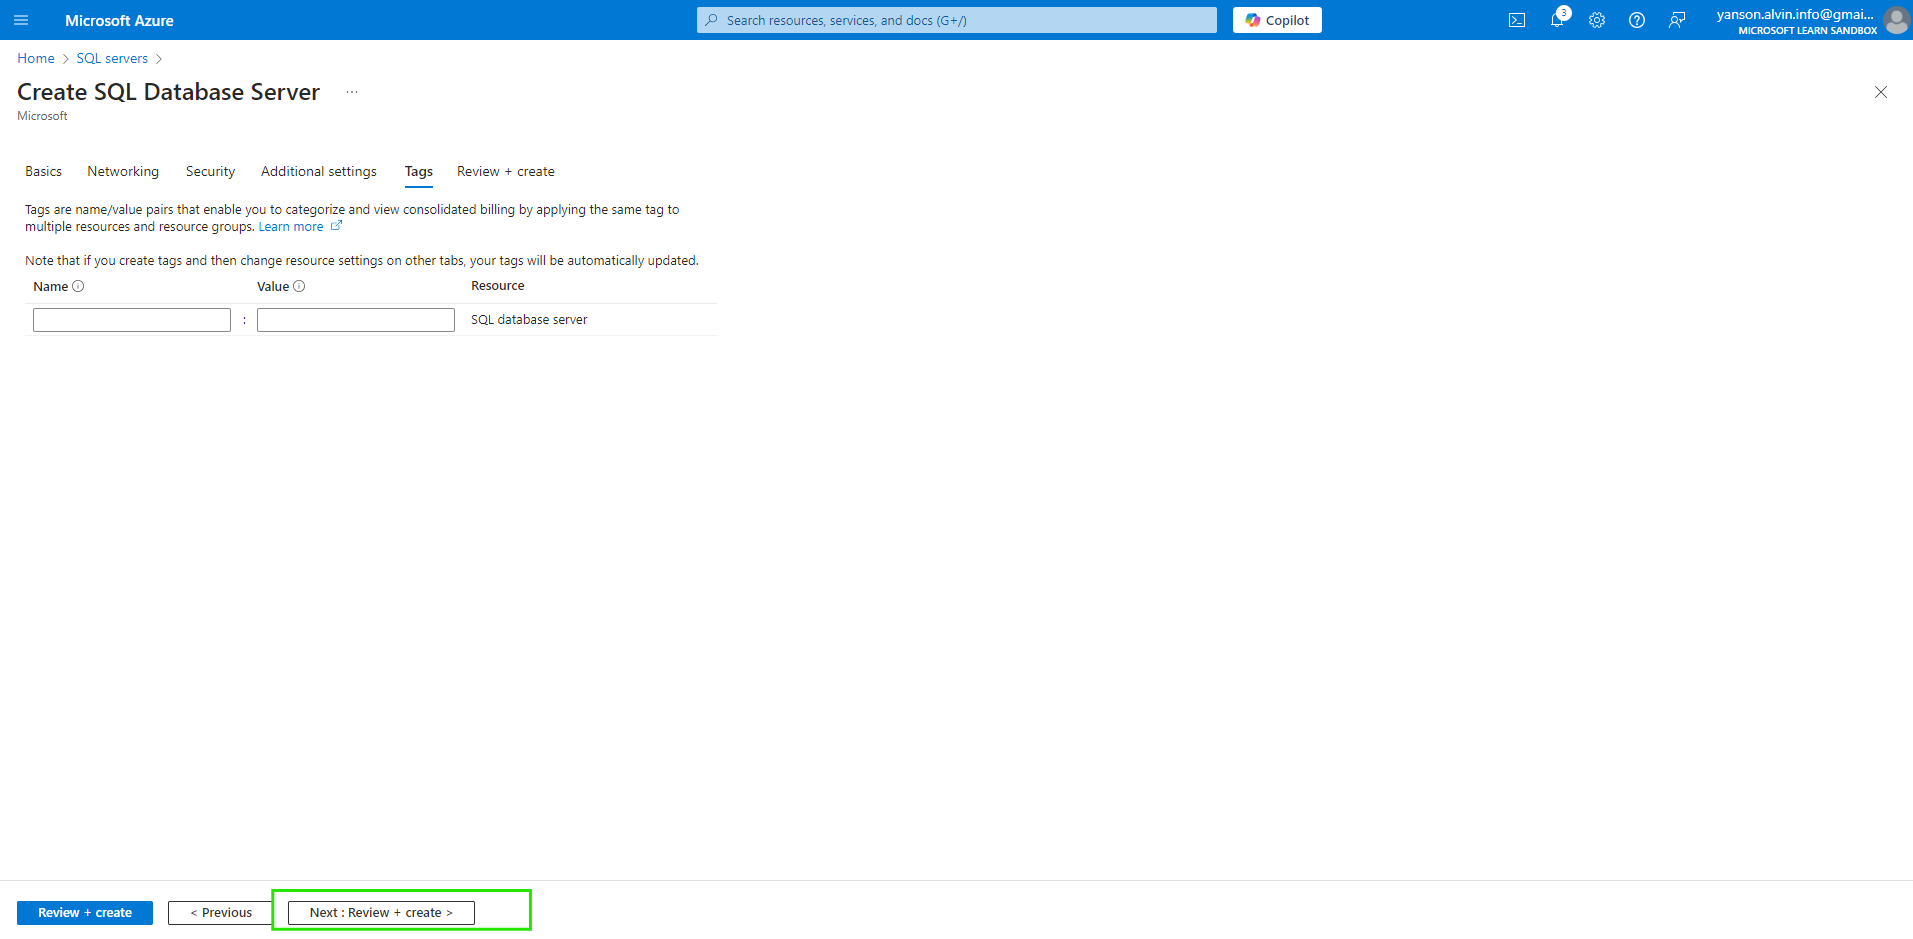 Microsoft Azure
Search resources, services, and docs (G+/)
Copilot
3
yanson.alvin.info@gmai...
MICROSOFT LEARN SANDBOX
Home > SQL servers >
Create SQL Database Server ...
Microsoft
Basics Networking Security Additional settings Tags Review + create
Tags are name/value pairs that enable you to categorize and view consolidated billing by applying the same tag to
multiple resources and resource groups. Learn more
Note that if you create tags and then change resource settings on other tabs, your tags will be automatically updated.
Name Value Resource
: SQL database server
Review + create < Previous Next : Review + create >